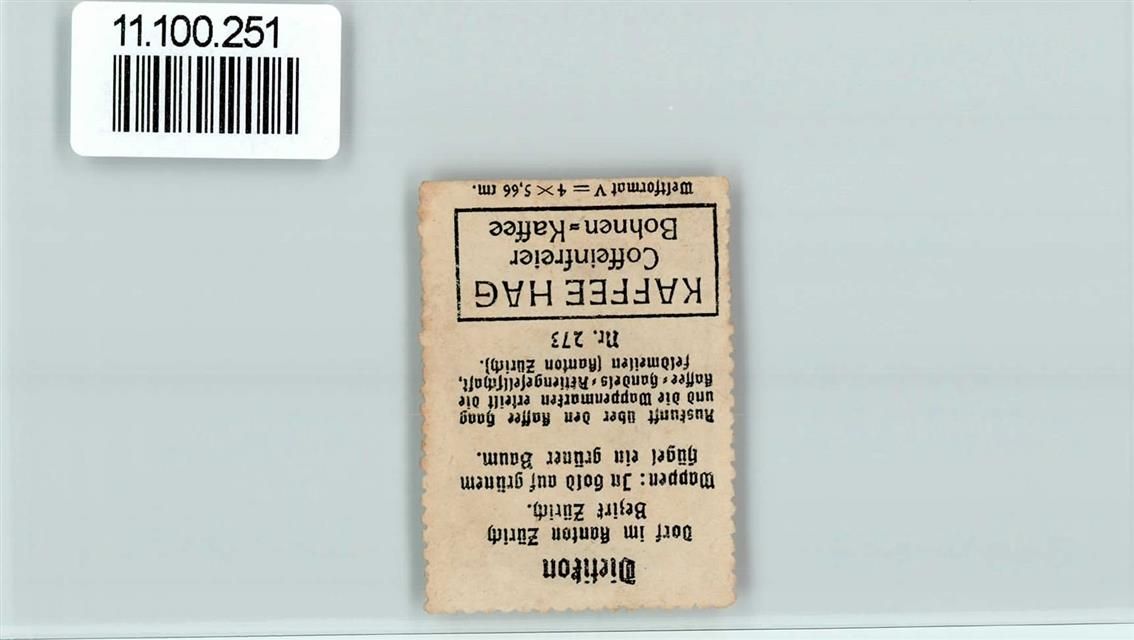 11.100.251
Dietikon
Dorf im Kanton Zürich
Bezirk Zürich.
Wappen: In Gold auf grünem
Hügel ein grüner Baum.
Auskunft über den Kaffee Haag
und die Wappenmarken erteilt die
Kaffee-Handels-Aktiengesellschaft,
Feldmeilen (Kanton Zürich).
Nr. 273
KAFFEE HAG
Coffeinfreier
Bohnen-Kaffee
Weltformat V = 4 × 5,66 cm.